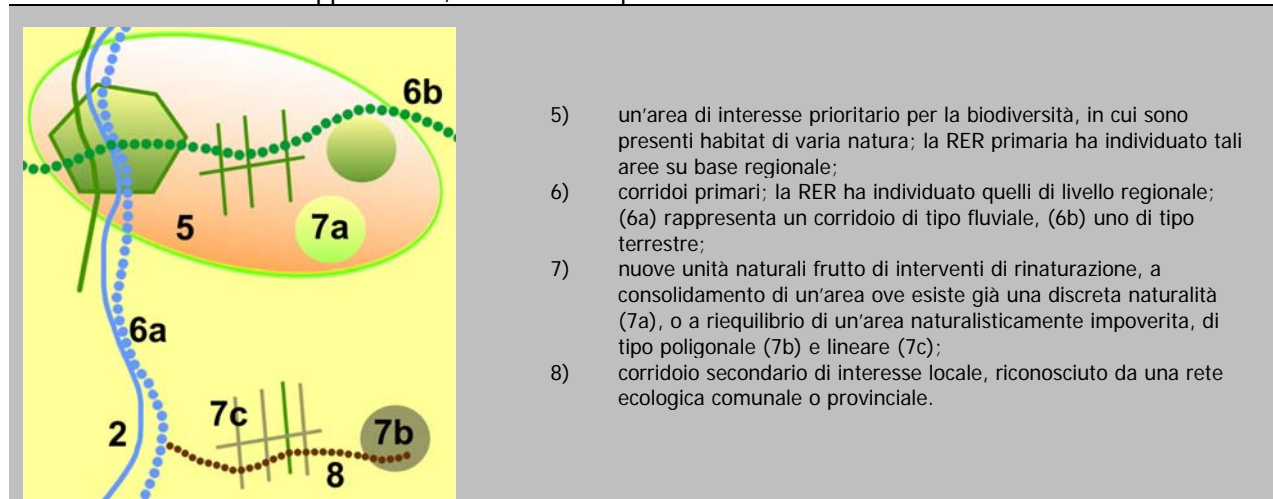 6b
5
7a
6a
7c
2
7b
8
5) un'area di interesse prioritario per la biodiversità, in cui sono
presenti habitat di varia natura; la RER primaria ha individuato tali
aree su base regionale;
6) corridoi primari; la RER ha individuato quelli di livello regionale;
(6a) rappresenta un corridoio di tipo fluviale, (6b) uno di tipo
terrestre;
7) nuove unità naturali frutto di interventi di rinaturazione, a
consolidamento di un'area ove esiste già una discreta naturalità
(7a), o a riequilibrio di un'area naturalisticamente impoverita, di
tipo poligonale (7b) e lineare (7c);
8) corridoio secondario di interesse locale, riconosciuto da una rete
ecologica comunale o provinciale.